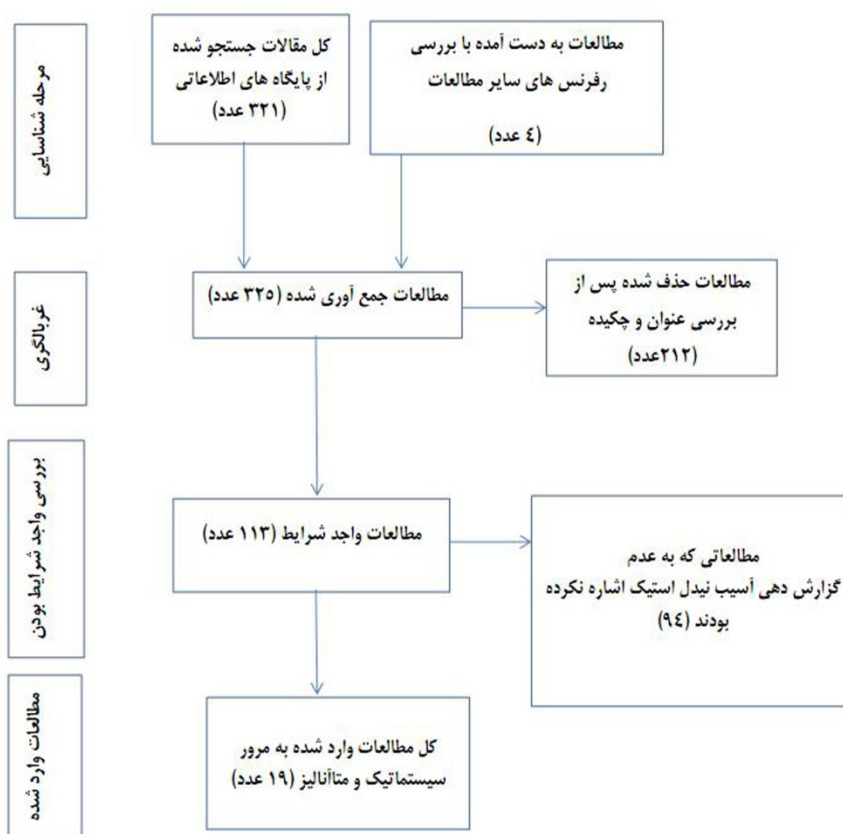 مرحله شناسایی
مطالعات به دست آمده با بررسی
رفرنس های سایر مطالعات
(٤ عدد)
کل مقالات جستجو شده
از پایگاه های اطلاعاتی
(۳۲۱ عدد)
غربالگری
مطالعات جمع آوری شده (۳۲٥ عدد)
مطالعات حذف شده پس از
بررسی عنوان و چکیده
(۲۱۲عدد)
بررسی واجد شرایط بودن
مطالعات واجد شرایط (۱۱۳ عدد)
مطالعاتی که به عدم
گزارش دهی آسیب نیدل استیک اشاره نکرده
بودند (۹٤)
مطالعات وارد شده
کل مطالعات وارد شده به مرور
سیستماتیک و متاآنالیز (۱۹ عدد)